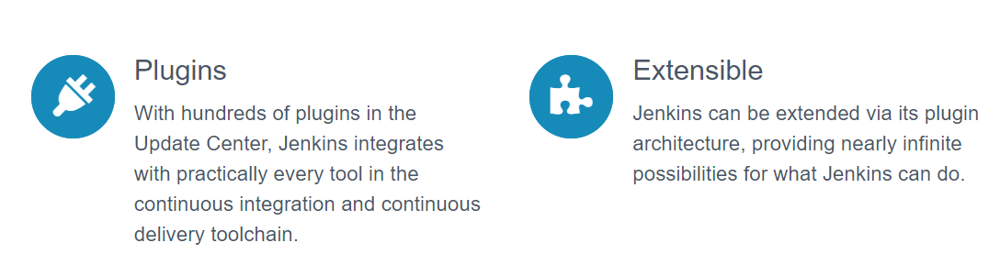 Plugins
With hundreds of plugins in the
Update Center, Jenkins integrates
with practically every tool in the
continuous integration and continuous
delivery toolchain.
Extensible
Jenkins can be extended via its plugin
architecture, providing nearly infinite
possibilities for what Jenkins can do.